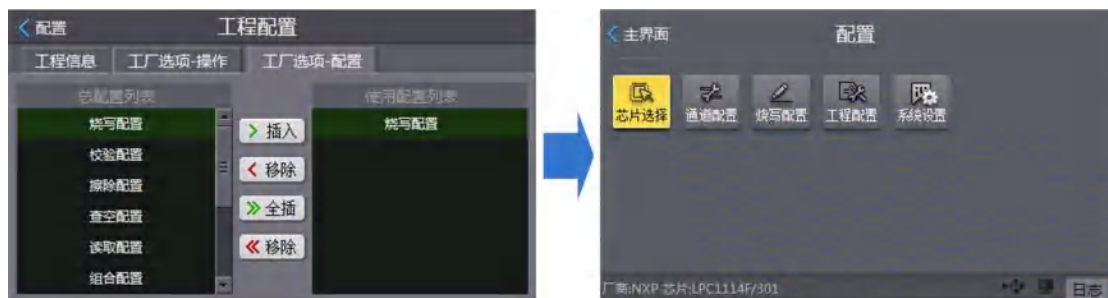 配置
工程配置
工程信息
工厂选项-操作
工厂选项-配置
总配置列表
使用配置列表
烧写配置
校验配置
擦除配置
查空配置
读取配置
组合配置
插入
移除
全插
移除
烧写配置
主界面
配置
芯片选择
通道配置
烧写配置
工程配置
系统设置
厂商:NXP 芯片:LPC1114F/301
日志